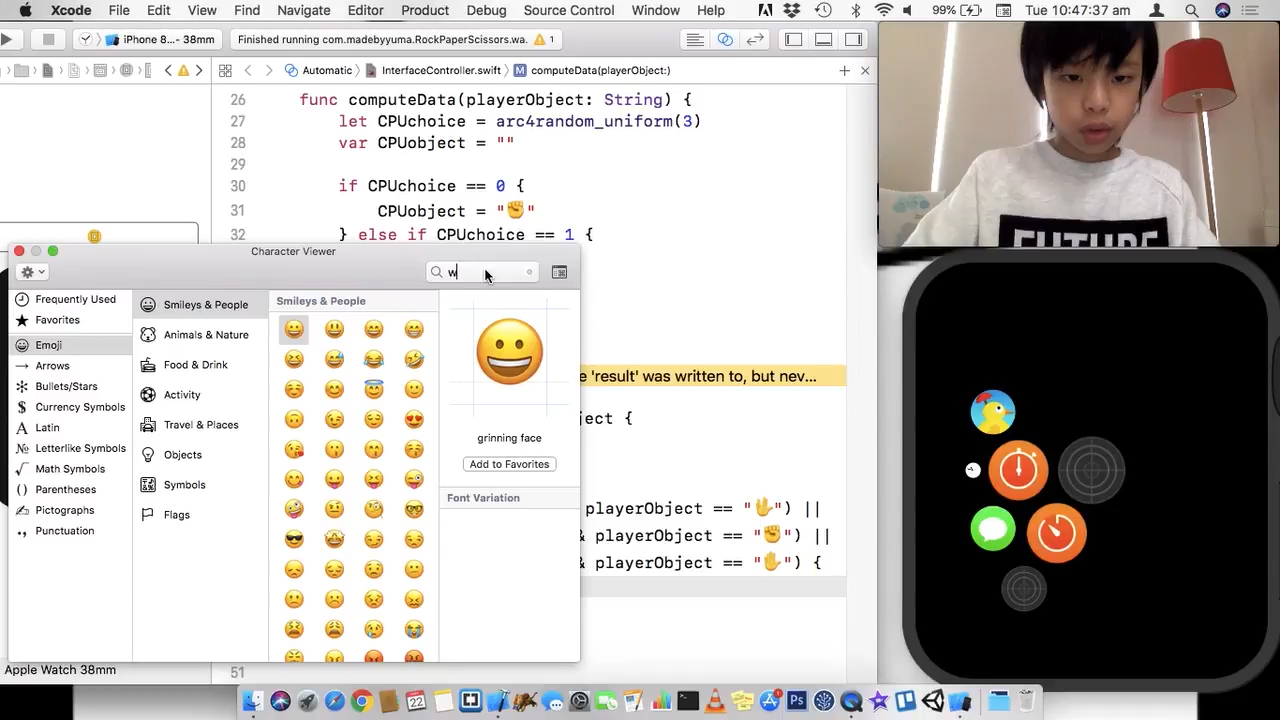 Xcode File Edit View Find Navigate Editor Product Debug Source Control Window Help 99% Tue 10:47:37 am
iPhone 8... - 38mm Finished running com.madebyyuma.RockPaperScissors.wa. 1
Automatic InterfaceController.swift computeData(playerObject:)
26 func computeData(playerObject: String) {
27 let CPUchoice = arc4random_uniform(3)
28 var CPUobject = ""
29
30 if CPUchoice == 0 {
31 CPUobject = "✊"
32 } else if CPUchoice == 1 {
e 'result' was written to, but nev...
ject {
playerObject == "🖖") ||
& playerObject == "✊") ||
& playerObject == "✋") {
51
Character Viewer
w
Frequently Used
Favorites
Emoji
Arrows
Bullets/Stars
$ Currency Symbols
A Latin
№ Letterlike Symbols
√ Math Symbols
( ) Parentheses
Pictographs
., Punctuation
Smileys & People
Animals & Nature
Food & Drink
Activity
Travel & Places
Objects
Symbols
Flags
Smileys & People
grinning face
Add to Favorites
Font Variation
Apple Watch 38mm
FUTURE
22
Ps